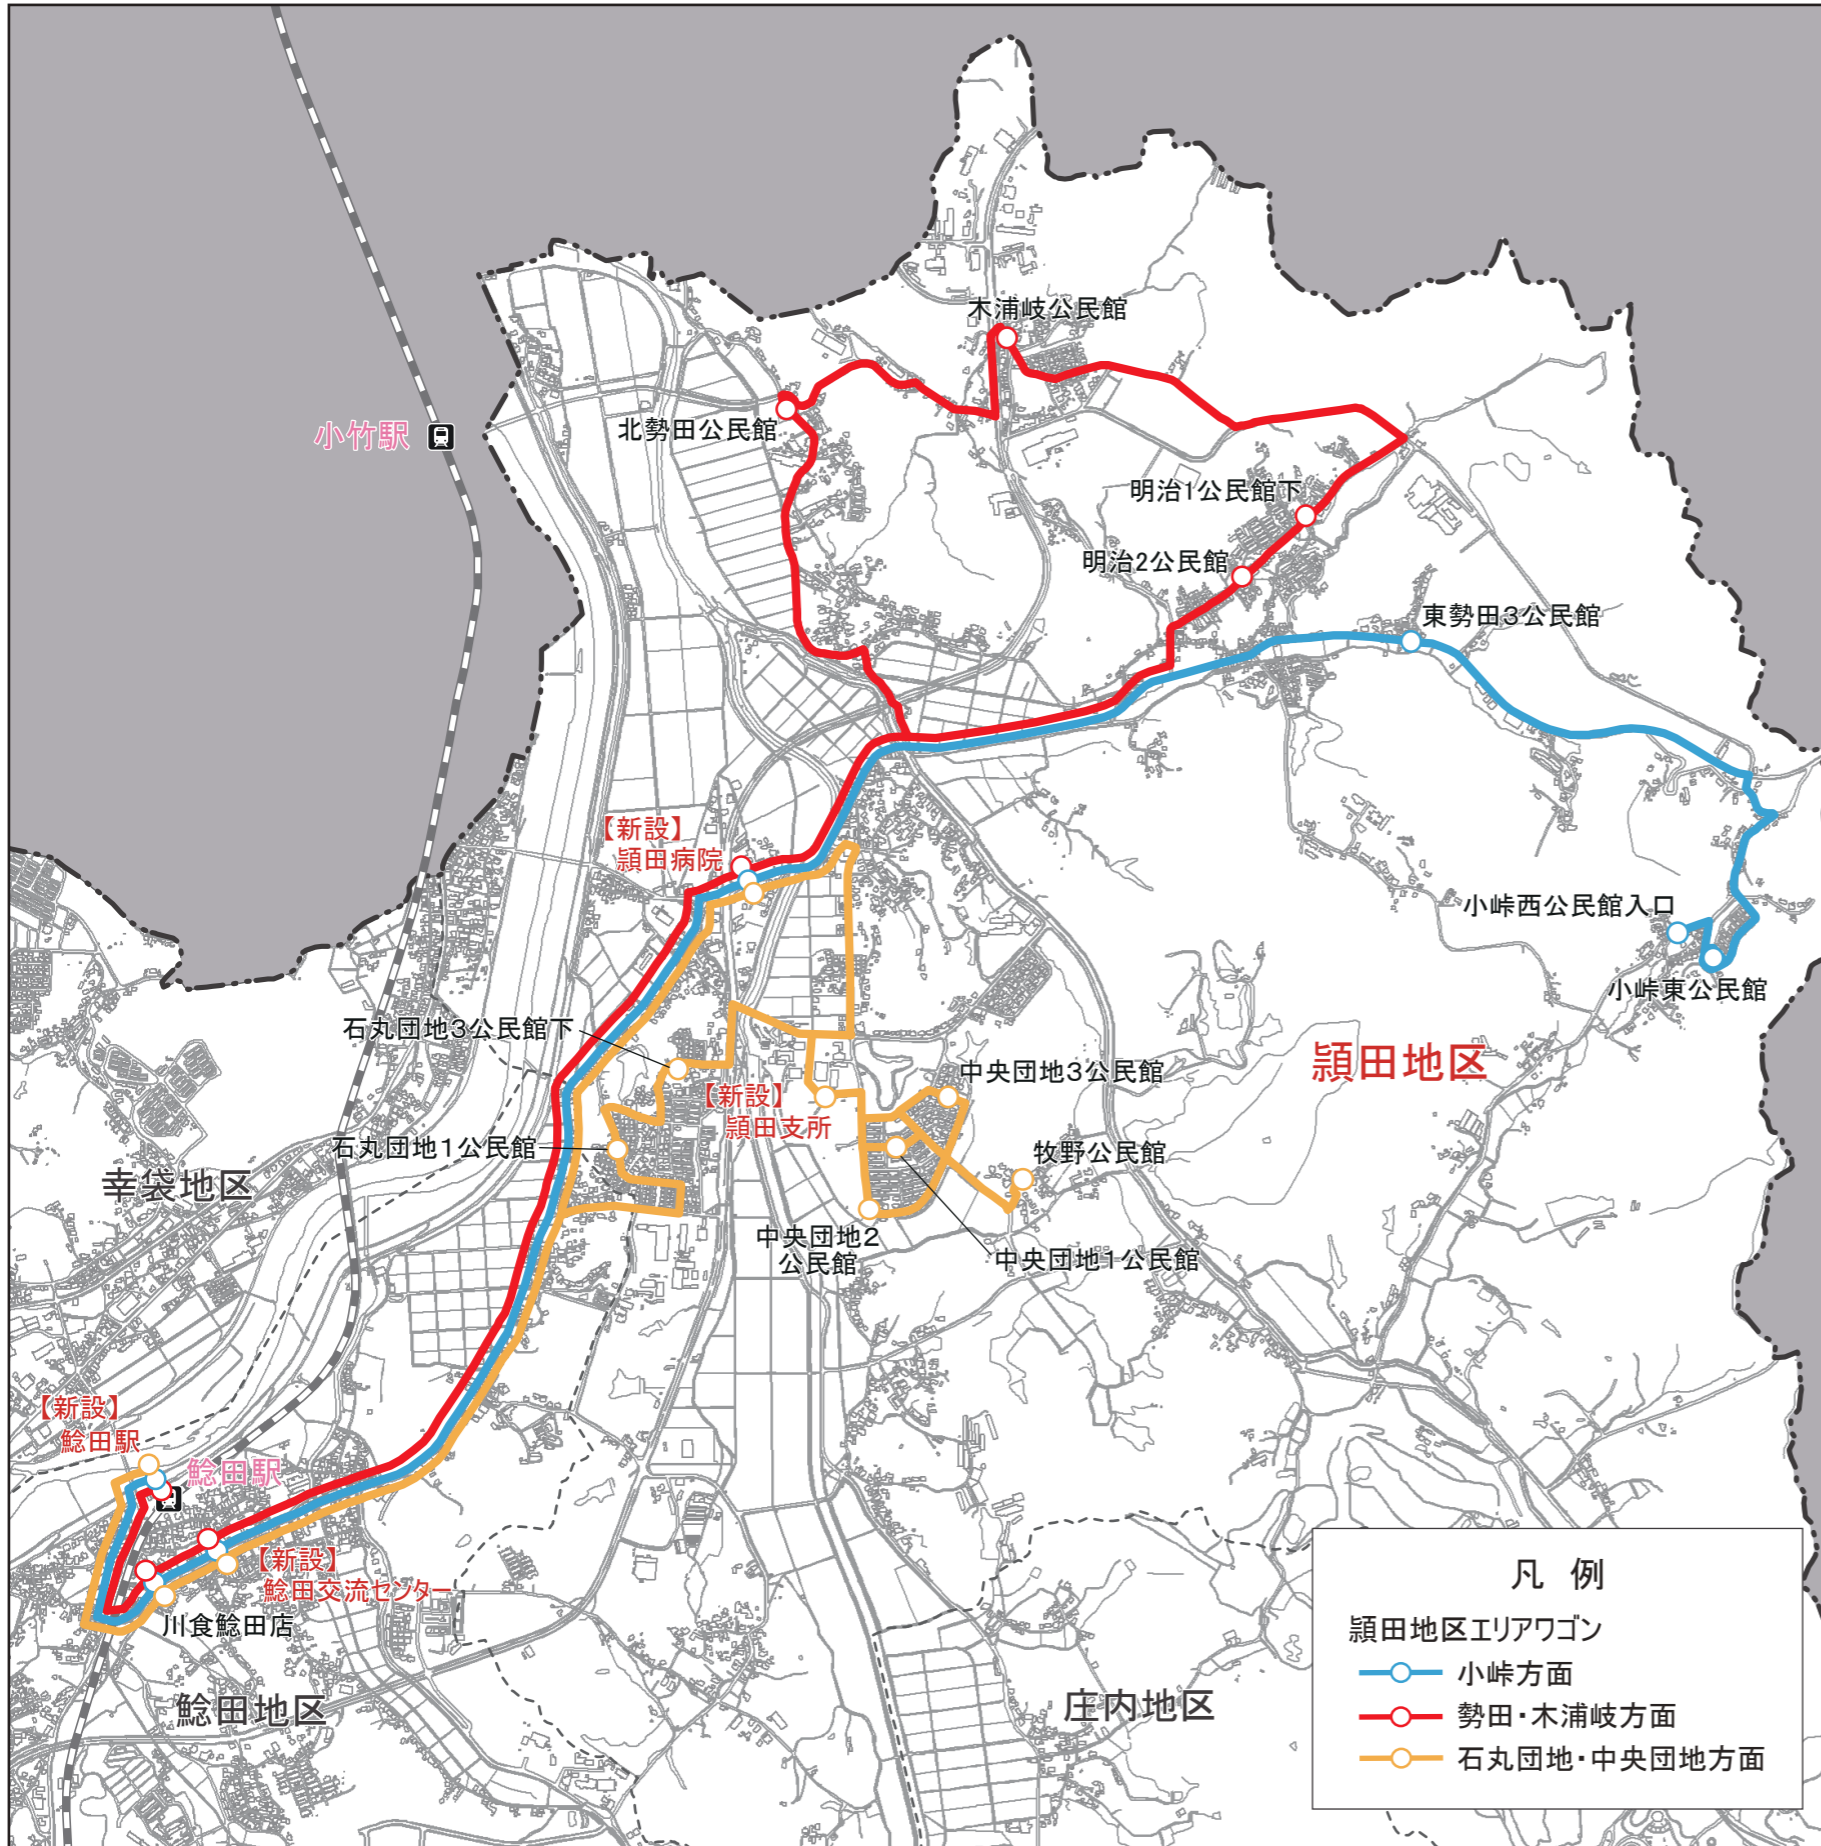 木浦岐公民館
北勢田公民館
小竹駅
明治1公民館下
明治2公民館
東勢田3公民館
【新設】
頴田病院
小峠西公民館入口
小峠東公民館
石丸団地3公民館下
頴田地区
中央団地3公民館
【新設】
頴田支所
石丸団地1公民館
牧野公民館
幸袋地区
中央団地2
公民館
中央団地1公民館
【新設】
鯰田駅
鯰田駅
【新設】
鯰田交流センター
川食鯰田店
鯰田地区
庄内地区
凡 例
頴田地区エリアワゴン
小峠方面
勢田・木浦岐方面
石丸団地・中央団地方面